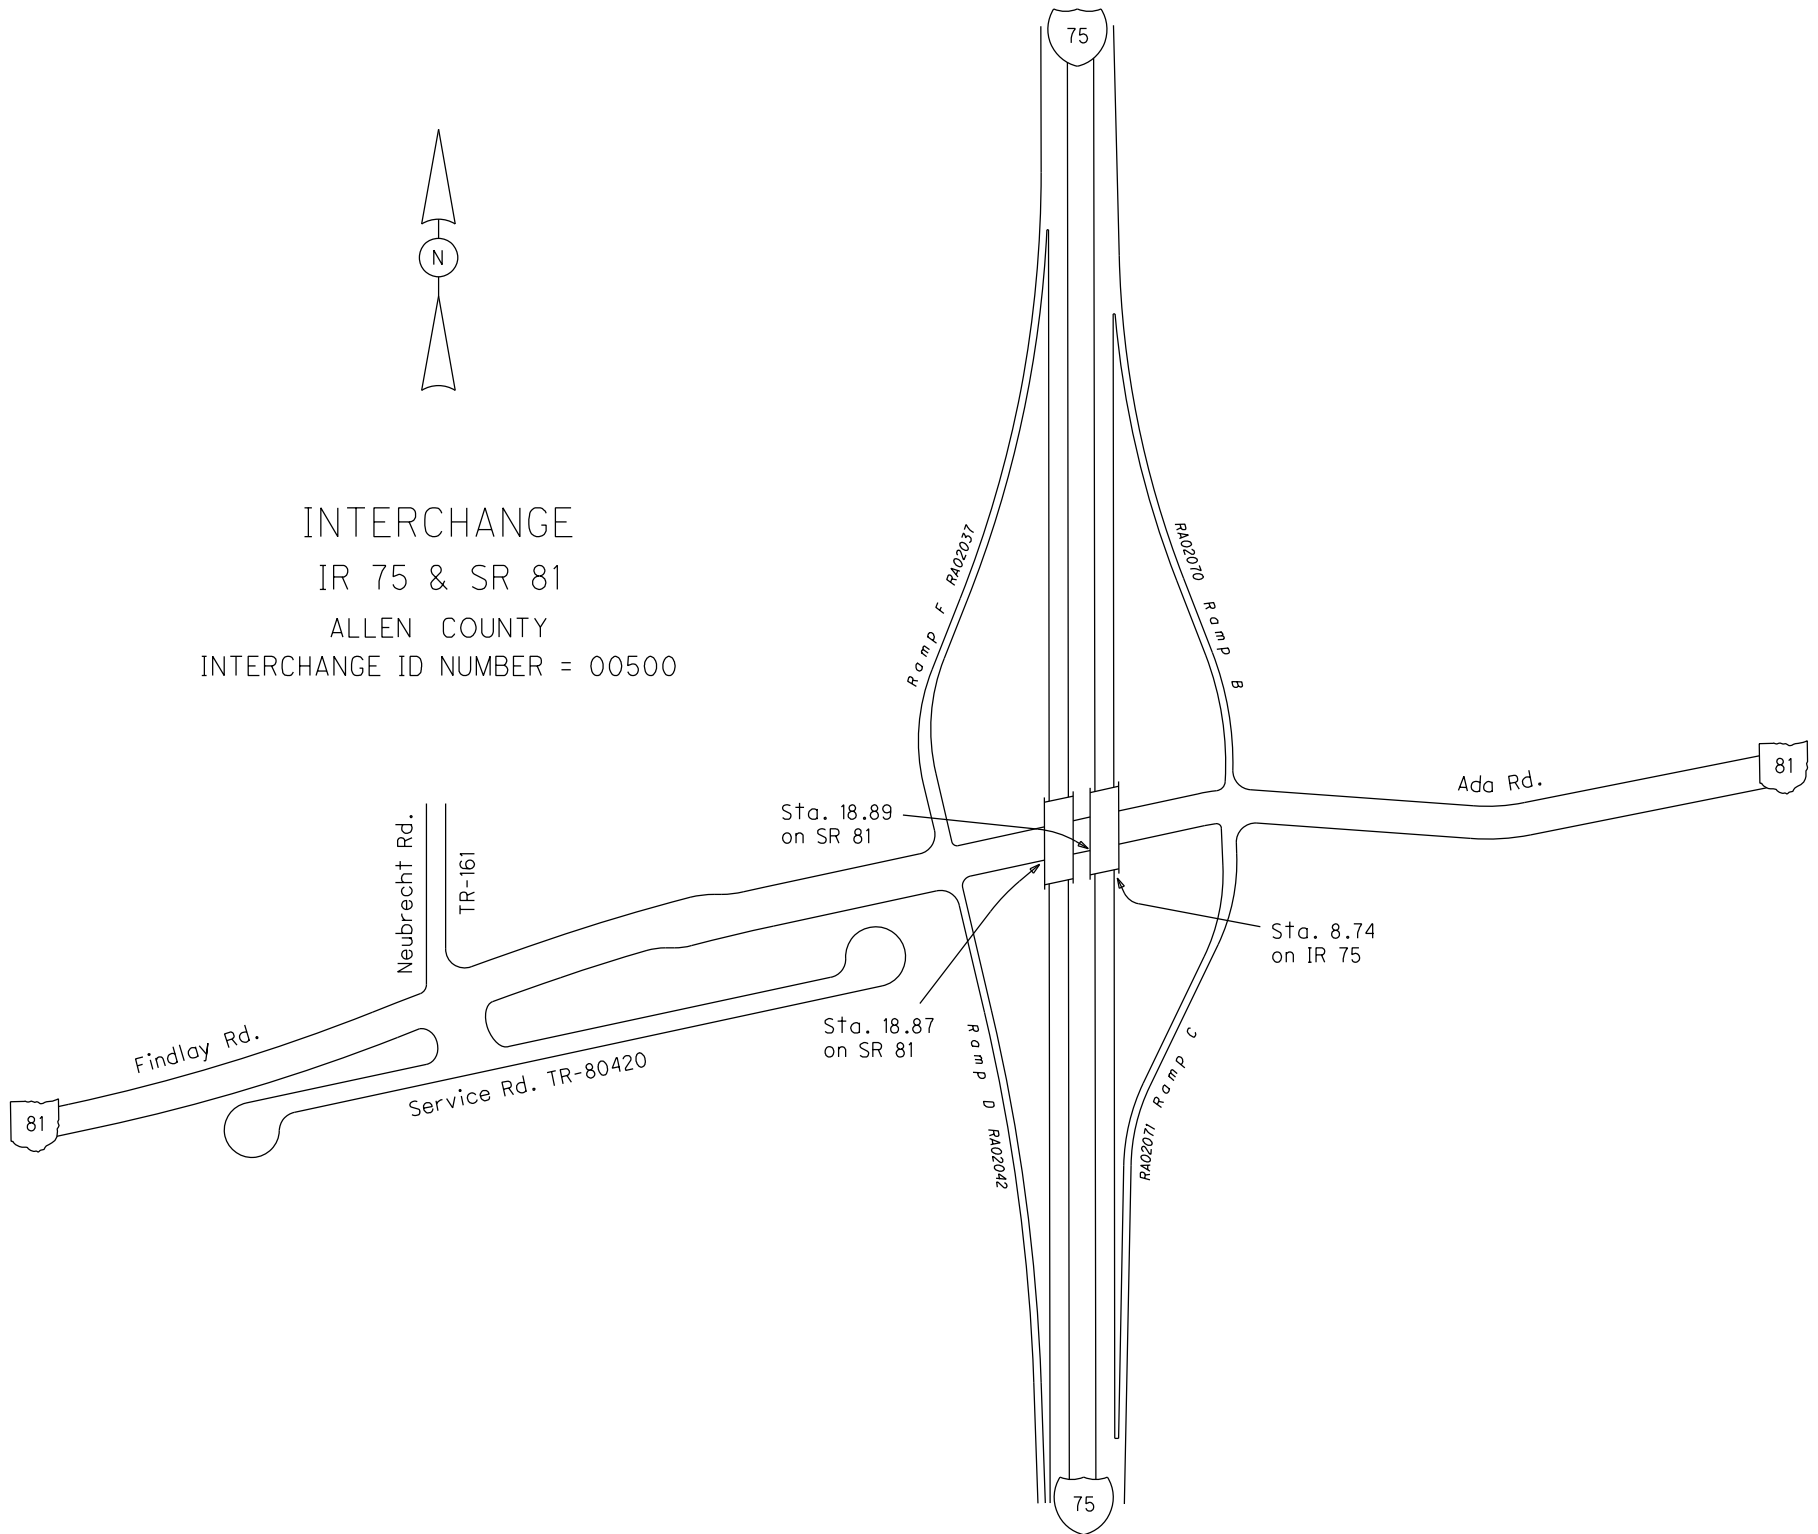 75
N
INTERCHANGE
IR 75 & SR 81
ALLEN COUNTY
INTERCHANGE ID NUMBER = 00500
Ramp F RA02037
RA02070 Ramp B
81
Ada Rd.
Sta. 18.89
on SR 81
Neubrecht Rd.
TR-161
Sta. 8.74
on IR 75
Sta. 18.87
on SR 81
Findlay Rd.
Service Rd. TR-80420
81
Ramp D RA02042
RA02071 Ramp C
75